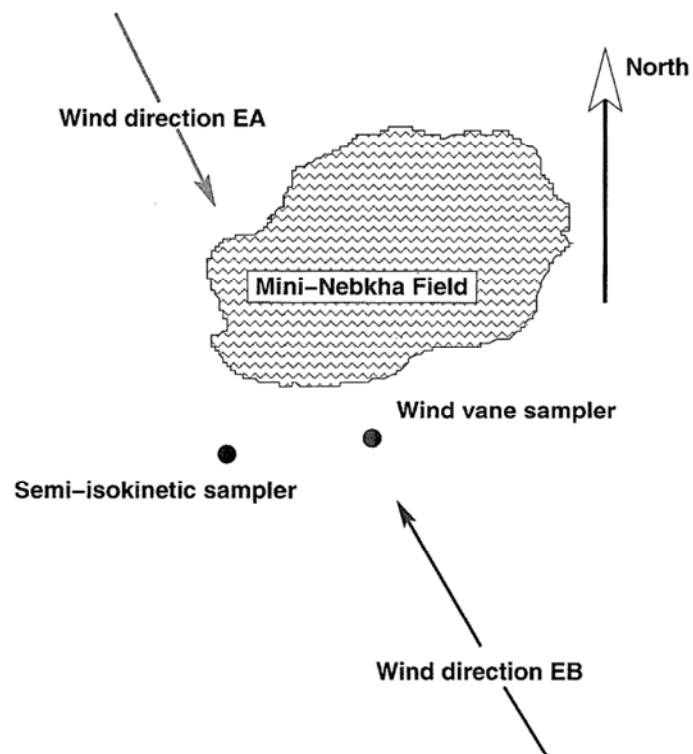 North
Wind direction EA
Mini–Nebkha Field
Wind vane sampler
Semi–isokinetic sampler
Wind direction EB